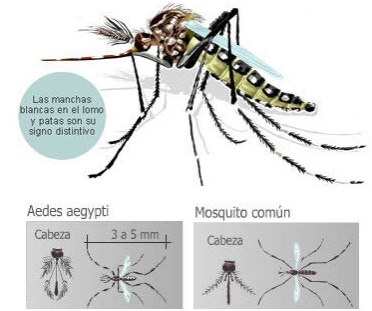 Las manchas
blancas en el lomo
y patas son su
signo distintivo
Aedes aegypti
Mosquito común
Cabeza
3 a 5 mm
Cabeza